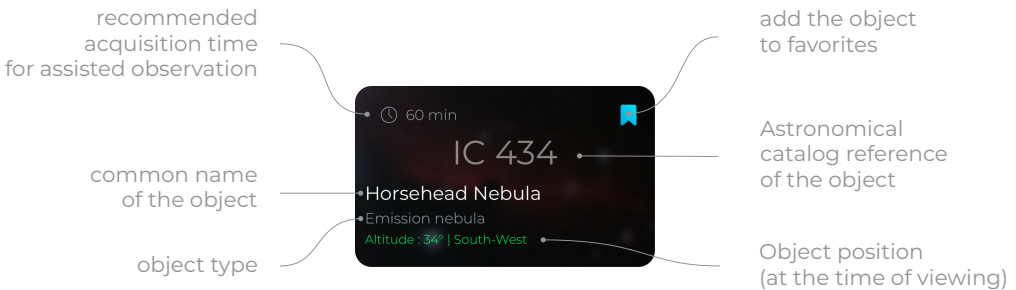 recommended
acquisition time
for assisted observation
add the object
to favorites
60 min
IC 434
Astronomical
catalog reference
of the object
common name
of the object
Horsehead Nebula
Emission nebula
Altitude : 34° | South-West
object type
Object position
(at the time of viewing)